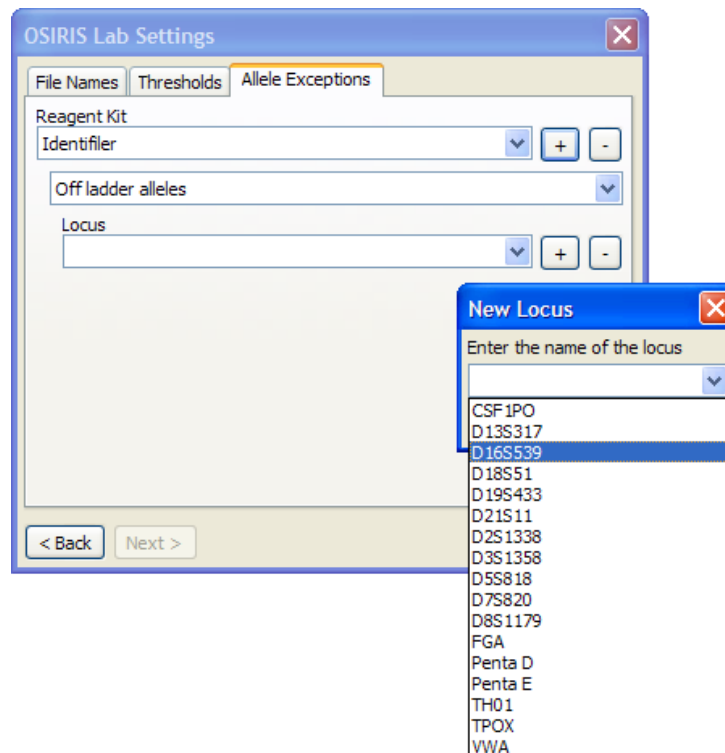 OSIRIS Lab Settings
File Names Thresholds Allele Exceptions
Reagent Kit
Identifiler
+ -
Off ladder alleles
Locus
+ -
< Back Next >
New Locus
Enter the name of the locus
CSF1PO
D13S317
D16S539
D18S51
D19S433
D21S11
D2S1338
D3S1358
D5S818
D7S820
D8S1179
FGA
Penta D
Penta E
TH01
TPOX
VWA